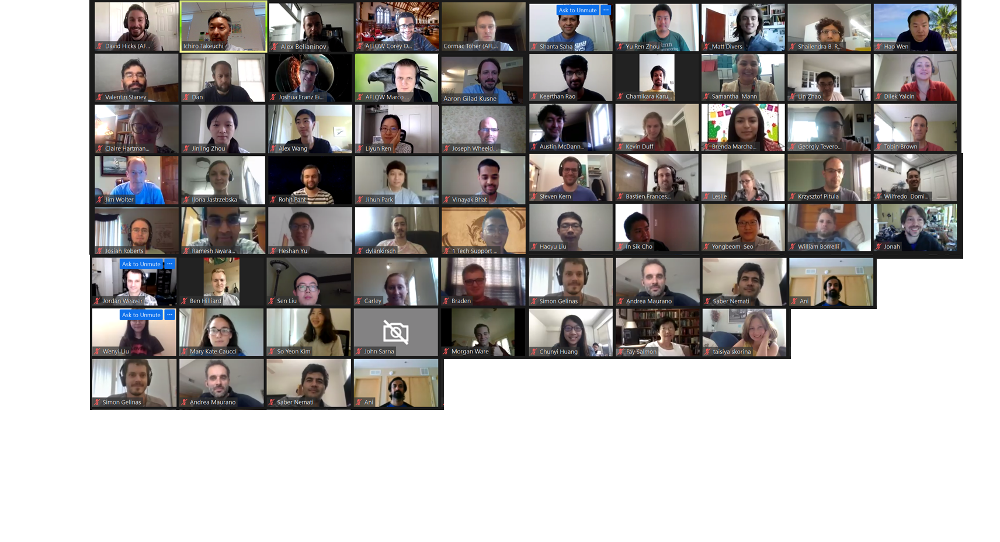 David Hicks (AF...
Ichiro Takeuchi
Alex Belianinov
AFLOW Corey O...
Cormac Toher (AFL...
Ask to Unmute ...
Shanta Saha
Yu Ren Zhou
Matt Divers
Shailendra B. R...
Hao Wen
Valentin Stanev
Dan
Joshua Franz Ei...
AFLOW Marco ...
Aaron Gilad Kusne
Keerthan Rao
Chamikara Karu...
Samantha Mann
Lin Zhao
Dilek Yalcin
Claire Hartman...
Jinling Zhou
Alex Wang
Liyun Ren
Joseph Wheeld...
Austin McDann...
Kevin Duff
Brenda Marcha...
Georgiy Tevero...
Tobin Brown
Jim Wolter
Ilona Jastrzebska
Rohit Pant
Jihun Park
Vinayak Bhat
Steven Kern
Bastien Frances...
Leslie
Krzysztof Pitula
Wilfredo Domi...
Josiah Roberts
Ramesh Jayara...
Heshan Yu
dylankirsch
1 Tech Support ...
Haoyu Liu
In Sik Cho
Yongbeom Seo
William Borrelli
Jonah
Ask to Unmute ...
Jordan Weaver
Ben Hilliard
Sen Liu
Carley
Braden
Simon Gelinas
Andrea Maurano
Saber Nemati
Ani
Ask to Unmute ...
Wenyi Liu
Mary Kate Caucci
So Yeon Kim
John Sarna
Morgan Ware
Chunyi Huang
Fay Salmon
taisiya skorina
Simon Gelinas
Andrea Maurano
Saber Nemati
Ani